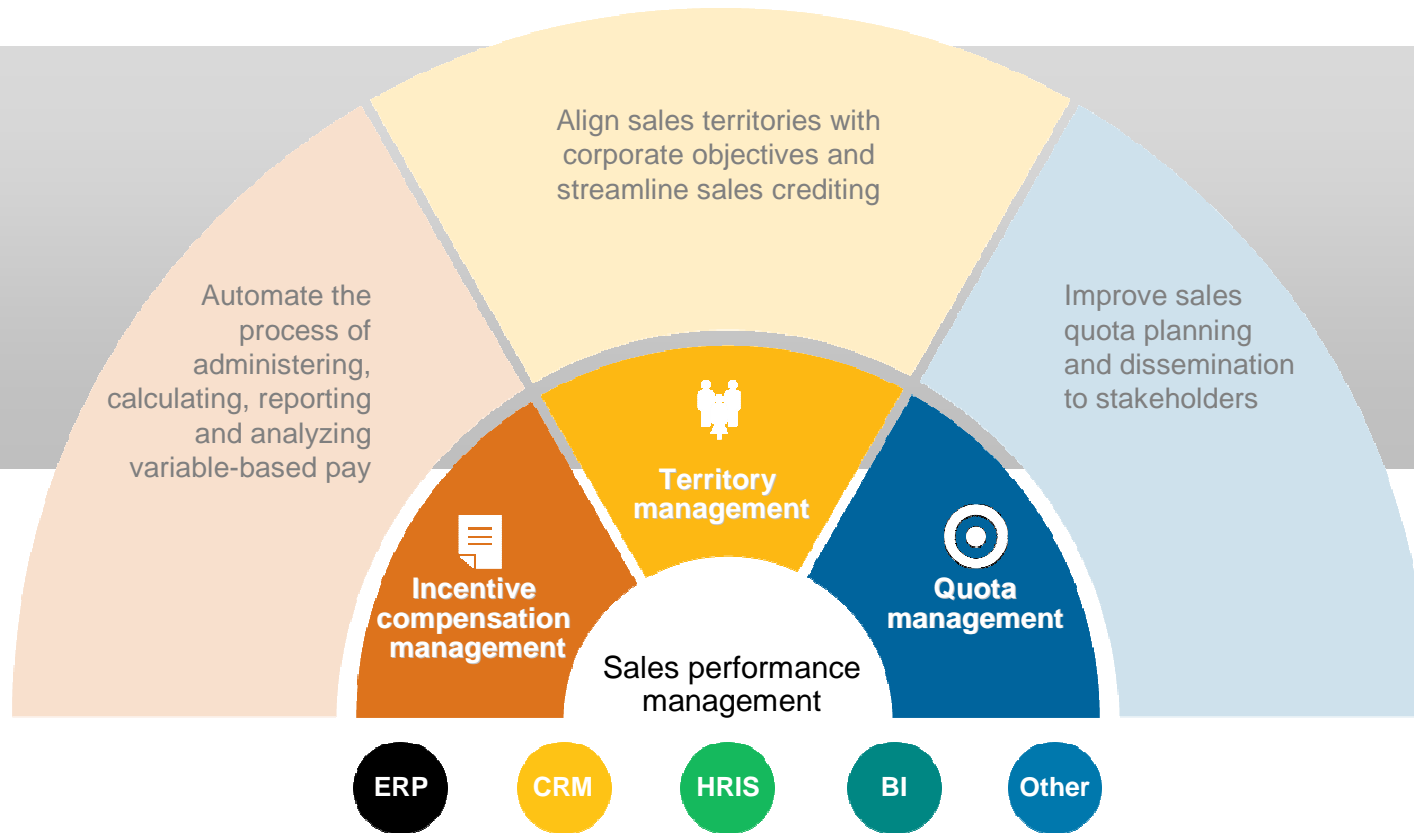 Align sales territories with
corporate objectives and
streamline sales crediting
Automate the
process of
administering,
calculating, reporting
and analyzing
variable-based pay
Improve sales
quota planning
and dissemination
to stakeholders
Territory
management
Incentive
compensation
management
Quota
management
Sales performance
management
ERP
CRM
HRIS
BI
Other